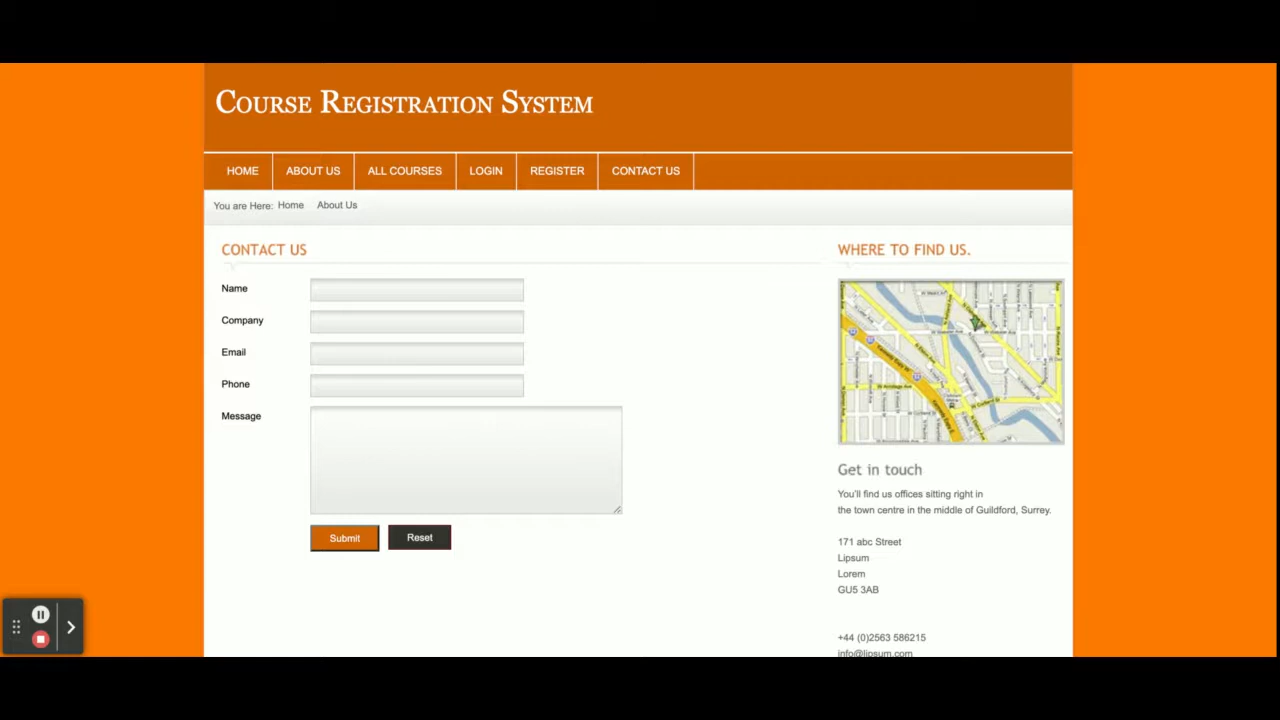 Course Registration System
HOME
ABOUT US
ALL COURSES
LOGIN
REGISTER
CONTACT US
You are Here: Home About Us
CONTACT US
Name
Company
Email
Phone
Message
Submit
Reset
WHERE TO FIND US.
Get in touch
You'll find us offices sitting right in
the town centre in the middle of Guildford, Surrey.
171 abc Street
Lipsum
Lorem
GU5 3AB
+44 (0)2563 586215
info@lipsum.com